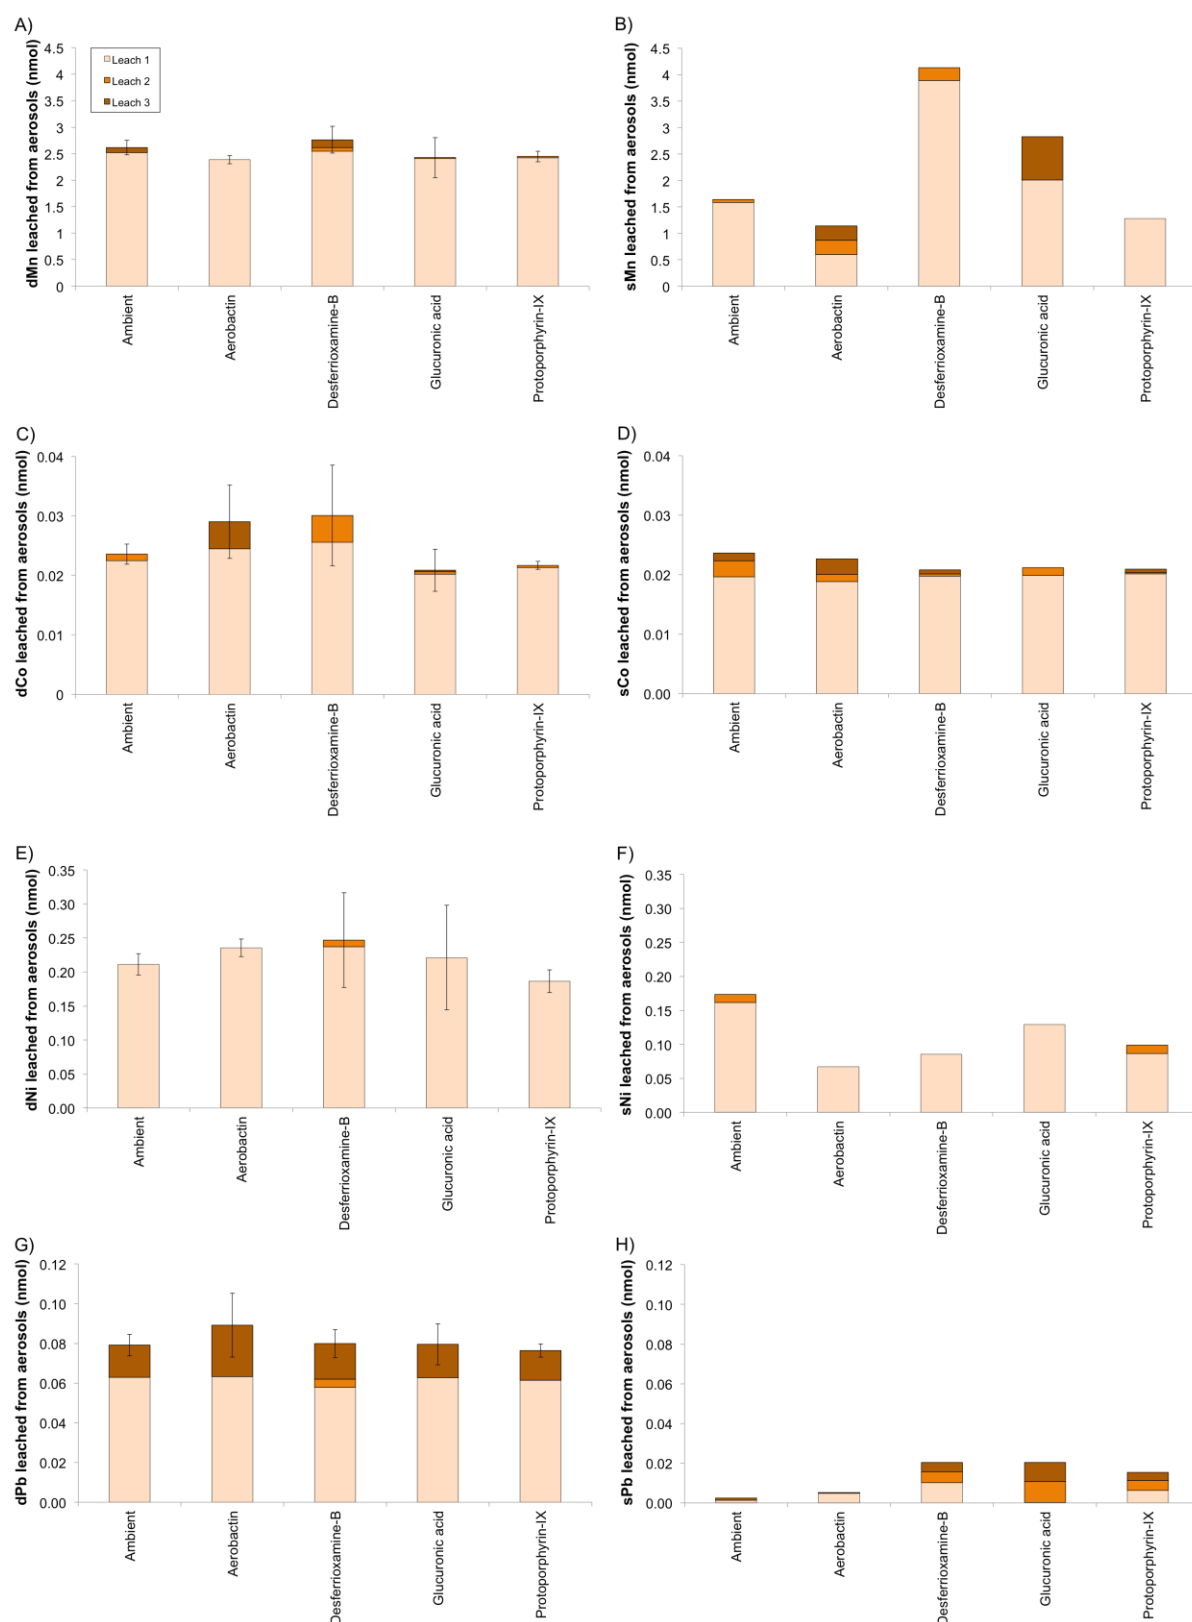 A)
dMn leached from aerosols (nmol)
4.5
4
3.5
3
2.5
2
1.5
1
0.5
0
Leach 1
Leach 2
Leach 3
Ambient
Aerobactin
Desferrioxamine-B
Glucuronic acid
Protoporphyrin-IX
B)
sMn leached from aerosols (nmol)
4.5
4
3.5
3
2.5
2
1.5
1
0.5
0
Ambient
Aerobactin
Desferrioxamine-B
Glucuronic acid
Protoporphyrin-IX
C)
dCo leached from aerosols (nmol)
0.04
0.03
0.02
0.01
0
Ambient
Aerobactin
Desferrioxamine-B
Glucuronic acid
Protoporphyrin-IX
D)
sCo leached from aerosols (nmol)
0.04
0.03
0.02
0.01
0.00
Ambient
Aerobactin
Desferrioxamine-B
Glucuronic acid
Protoporphyrin-IX
E)
dNi leached from aerosols (nmol)
0.35
0.30
0.25
0.20
0.15
0.10
0.05
0.00
Ambient
Aerobactin
Desferrioxamine-B
Glucuronic acid
Protoporphyrin-IX
F)
sNi leached from aerosols (nmol)
0.35
0.30
0.25
0.20
0.15
0.10
0.05
0.00
Ambient
Aerobactin
Desferrioxamine-B
Glucuronic acid
Protoporphyrin-IX
G)
dPb leached from aerosols (nmol)
0.12
0.10
0.08
0.06
0.04
0.02
0.00
Ambient
Aerobactin
Desferrioxamine-B
Glucuronic acid
Protoporphyrin-IX
H)
sPb leached from aerosols (nmol)
0.12
0.10
0.08
0.06
0.04
0.02
0.00
Ambient
Aerobactin
Desferrioxamine-B
Glucuronic acid
Protoporphyrin-IX